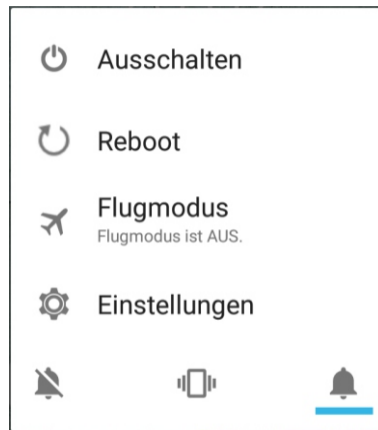 Ausschalten
Reboot
Flugmodus
Flugmodus ist AUS.
Einstellungen